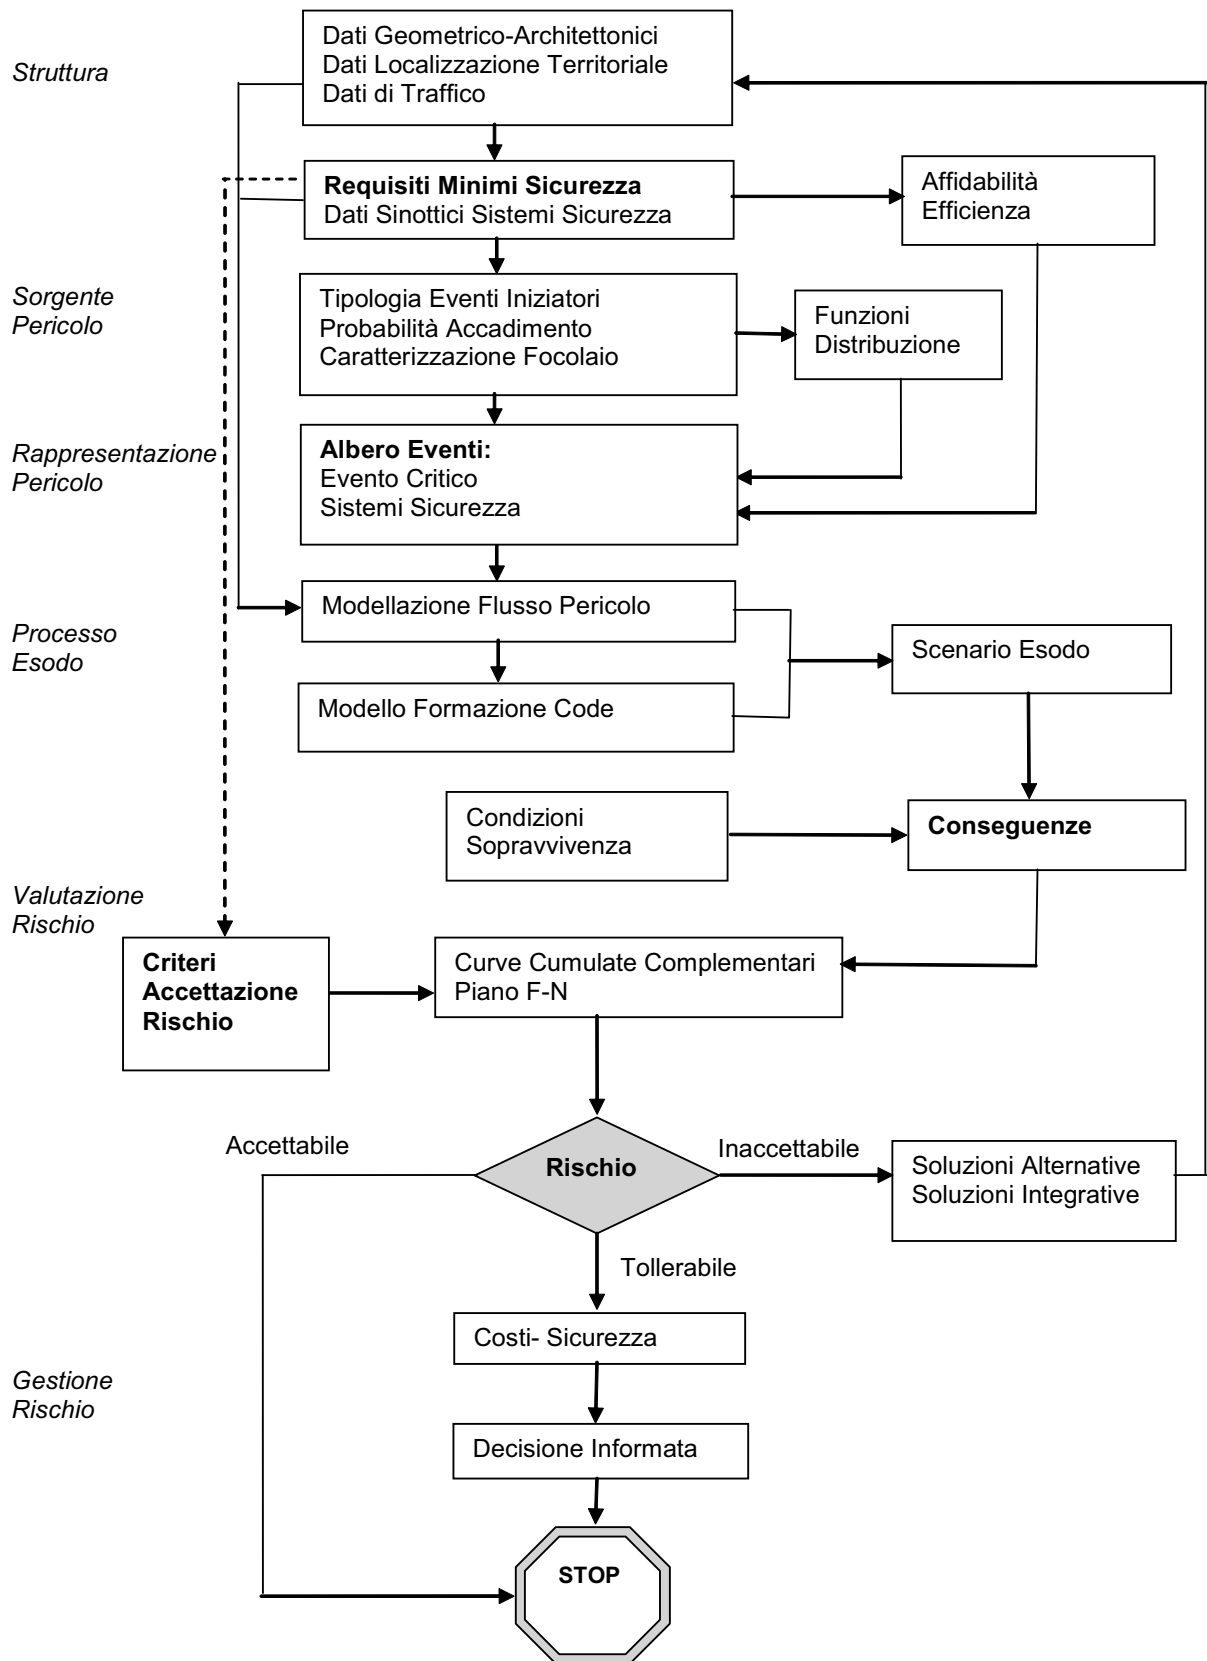 Struttura
Dati Geometrico-Architettonici
Dati Localizzazione Territoriale
Dati di Traffico
Requisiti Minimi Sicurezza
Dati Sinottici Sistemi Sicurezza
Affidabilità
Efficienza
Sorgente
Pericolo
Tipologia Eventi Iniziatori
Probabilità Accadimento
Caratterizzazione Focolaio
Funzioni
Distribuzione
Rappresentazione
Pericolo
Albero Eventi:
Evento Critico
Sistemi Sicurezza
Processo
Esodo
Modellazione Flusso Pericolo
Modello Formazione Code
Scenario Esodo
Condizioni
Sopravvivenza
Conseguenze
Valutazione
Rischio
Criteri
Accettazione
Rischio
Curve Cumulate Complementari
Piano F-N
Accettabile
Rischio
Inaccettabile
Soluzioni Alternative
Soluzioni Integrative
Tollerabile
Costi- Sicurezza
Gestione
Rischio
Decisione Informata
STOP